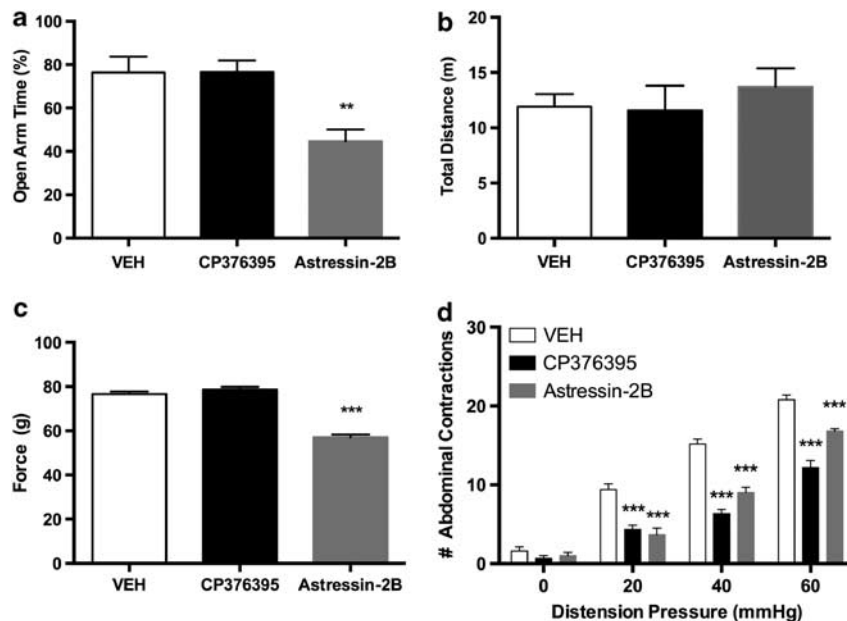 a
Open Arm Time (%)
100
80
60
40
20
0
**
VEH CP376395 Astressin-2B
b
Total Distance (m)
20
15
10
5
0
VEH CP376395 Astressin-2B
c
Force (g)
100
80
60
40
20
0
***
VEH CP376395 Astressin-2B
d
# Abdominal Contractions
30
20
10
0
VEH
CP376395
Astressin-2B
*** ***
*** ***
*** ***
0 20 40 60
Distension Pressure (mmHg)